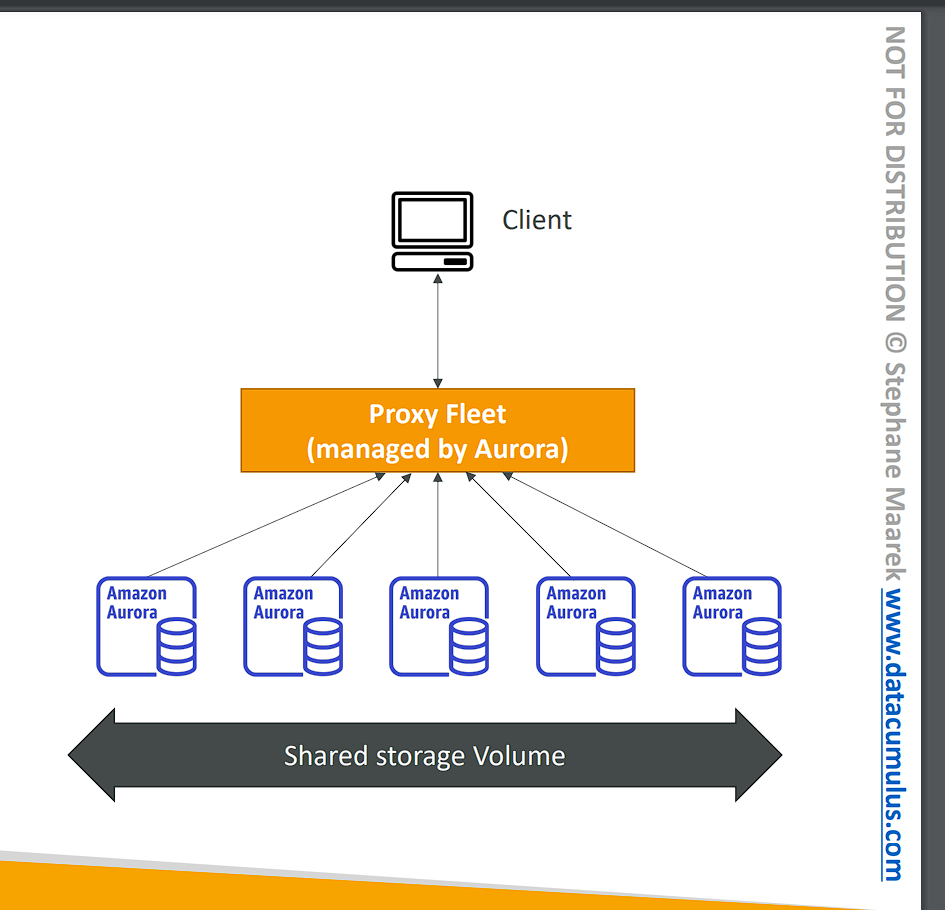 Client
Proxy Fleet
(managed by Aurora)
Amazon
Aurora
Amazon
Aurora
Amazon
Aurora
Amazon
Aurora
Amazon
Aurora
Shared storage Volume
NOT FOR DISTRIBUTION © Stephane Maarek www.datacumulus.com